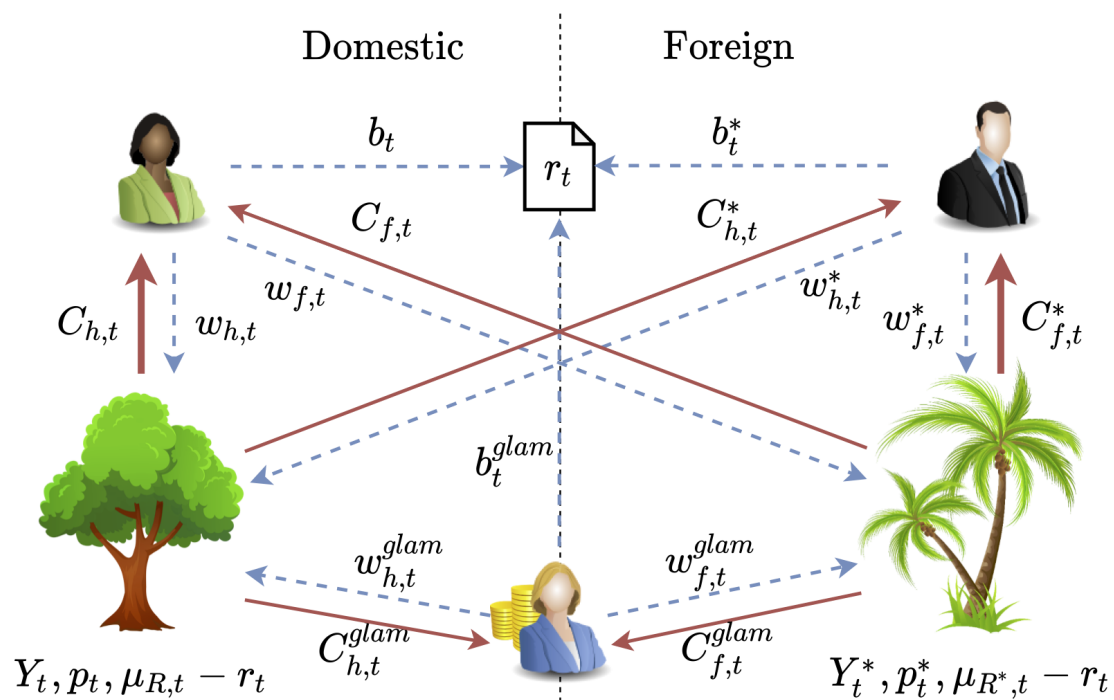 Domestic Foreign
b_t b_t^*
r_t
C_{f,t} C_{h,t}^*
w_{f,t} w_{h,t}^*
C_{h,t} w_{h,t} w_{f,t}^* C_{f,t}^*
b_t^{glam}
w_{h,t}^{glam} w_{f,t}^{glam}
C_{h,t}^{glam} C_{f,t}^{glam}
Y_t, p_t, μ_{R,t} − r_t Y_t^*, p_t^*, μ_{R^*,t} − r_t